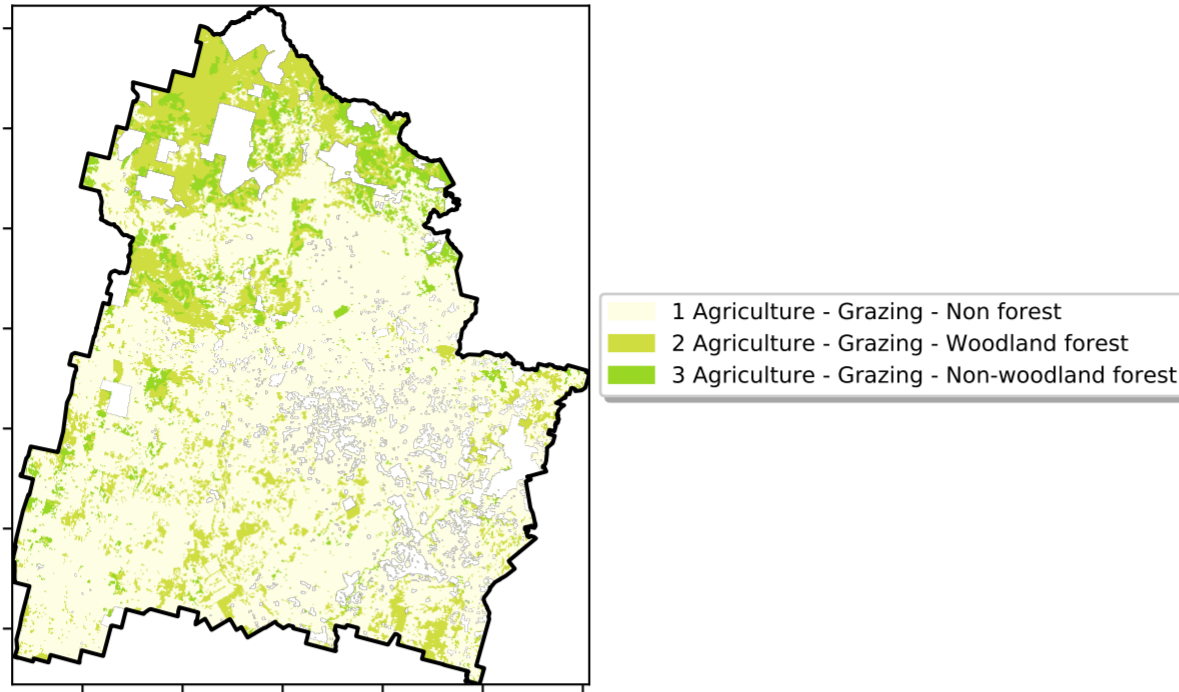 1 Agriculture - Grazing - Non forest
2 Agriculture - Grazing - Woodland forest
3 Agriculture - Grazing - Non-woodland forest